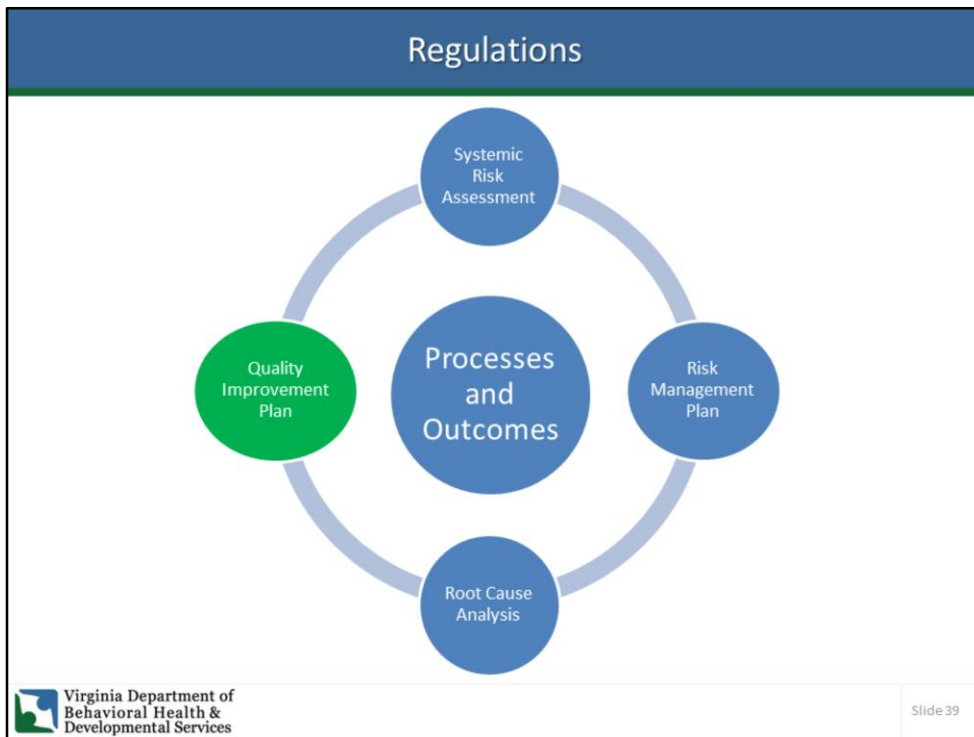 Regulations
Systemic
Risk
Assessment
Quality
Improvement
Plan
Processes
and
Outcomes
Risk
Management
Plan
Root Cause
Analysis
Virginia Department of
Behavioral Health &
Developmental Services
Slide 39